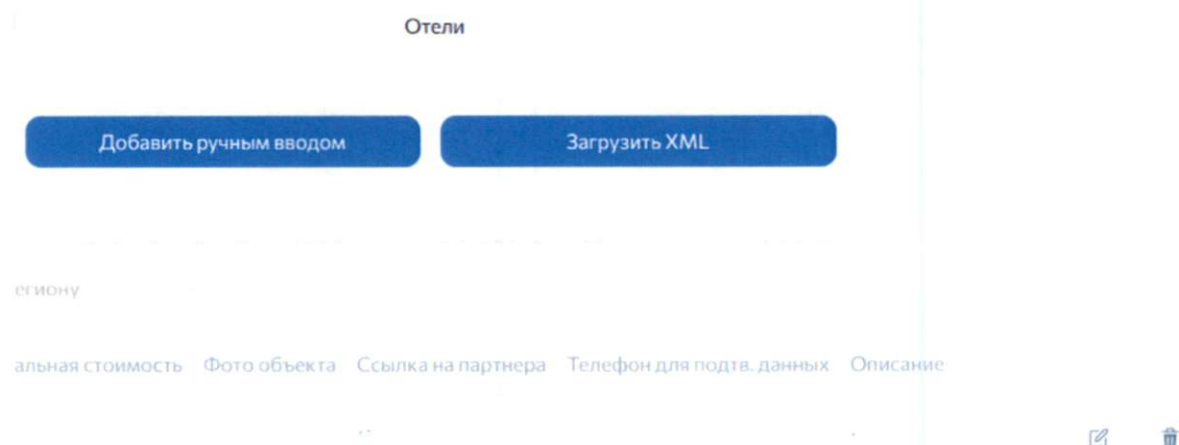 Отели
Добавить ручным вводом Загрузить XML
егиону
альная стоимость Фото объекта Ссылка на партнера Телефон для подтв. данных Описание